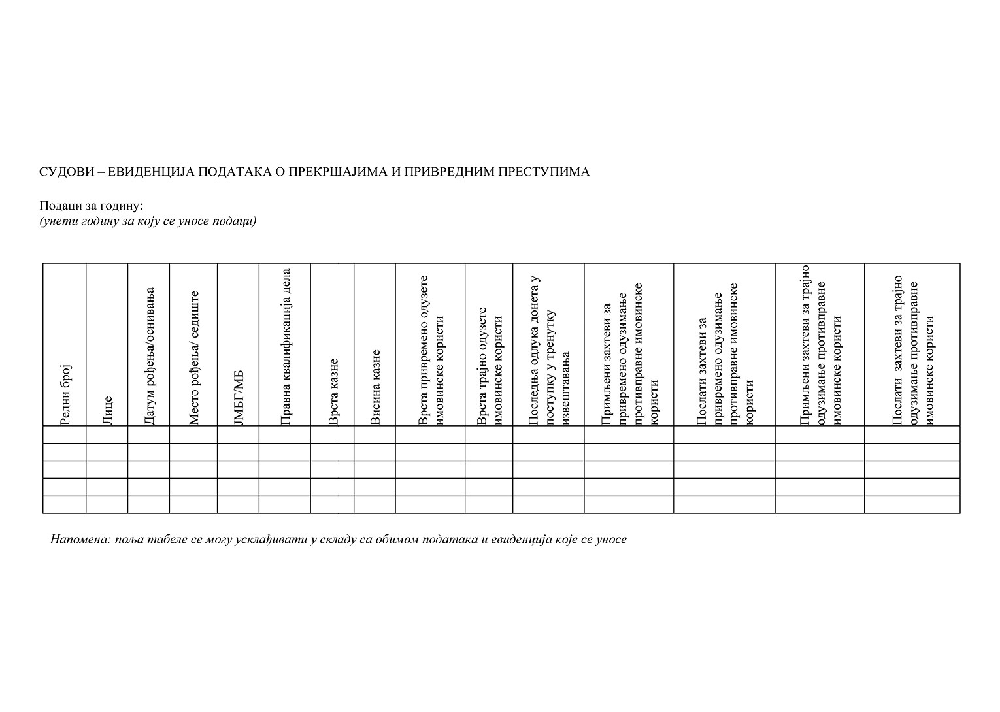 СУДОВИ – ЕВИДЕНЦИЈА ПОДАТАКА О ПРЕКРШАЈИМА И ПРИВРЕДНИМ ПРЕСТУПИМА
Подаци за годину:
(унети годину за коју се уносе подаци)
Редни број
Лице
Датум рођења/оснивања
Место рођења/ седиште
ЈМБГ/МБ
Правна квалификација дела
Врста казне
Висина казне
Врста привремено одузете
имовинске користи
Врста трајно одузете
имовинске користи
Последња одлука донета у
поступку у тренутку
извештавања
Примљени захтеви за
привремено одузимање
противправне имовинске
користи
Послати захтеви за
привремено одузимање
противправне имовинске
користи
Примљени захтеви за трајно
одузимање противправне
имовинске користи
Послати  захтеви за трајно
одузимање противправне
имовинске користи
Напомена: поља табеле се могу усклађивати у складу са обимом података и евиденција које се уносе